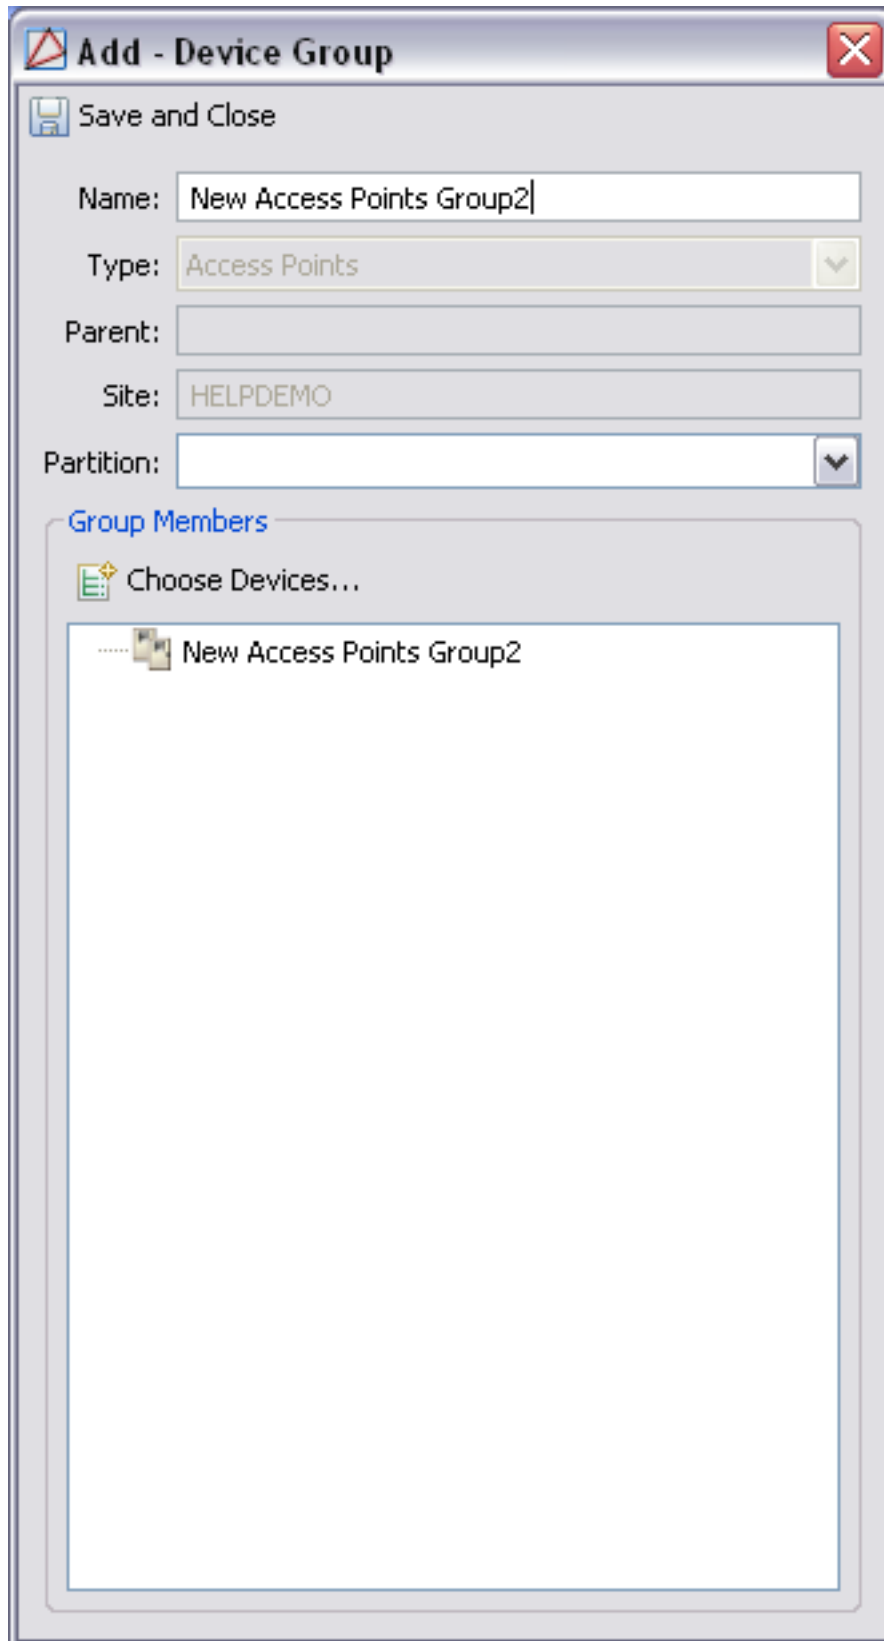 Add - Device Group
Save and Close
Name: New Access Points Group2
Type: Access Points
Parent:
Site: HELPDEMO
Partition:
Group Members
Choose Devices...
New Access Points Group2